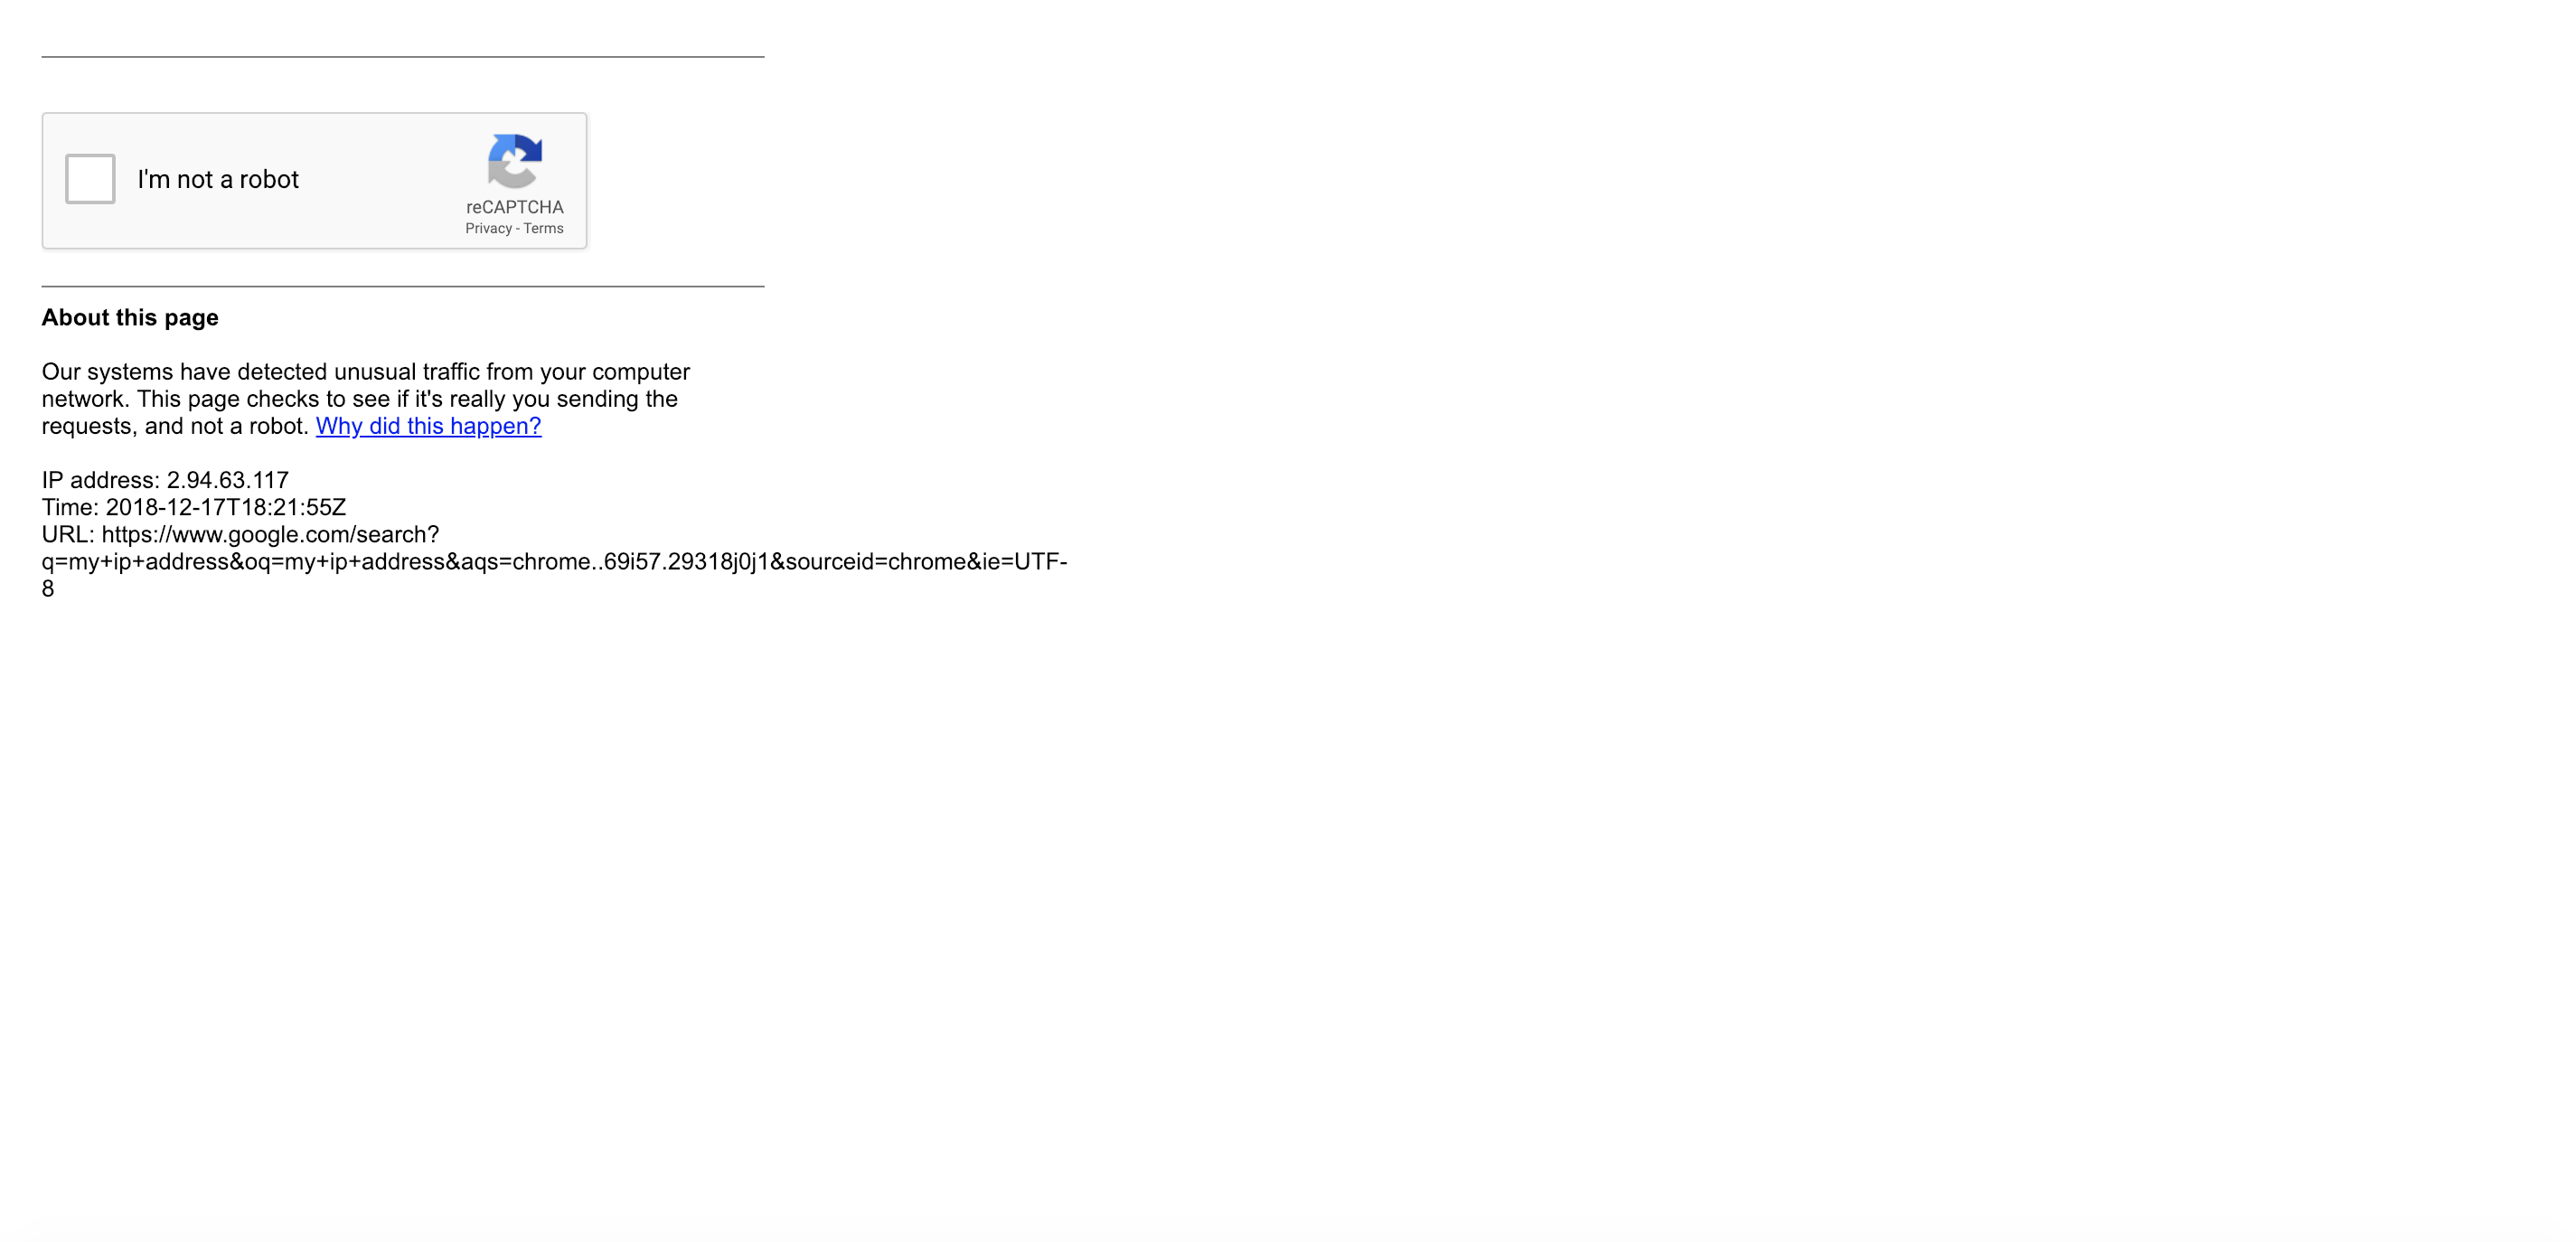 I'm not a robot
reCAPTCHA
Privacy - Terms
About this page
Our systems have detected unusual traffic from your computer
network. This page checks to see if it's really you sending the
requests, and not a robot. Why did this happen?
IP address: 2.94.63.117
Time: 2018-12-17T18:21:55Z
URL: https://www.google.com/search?
q=my+ip+address&oq=my+ip+address&aqs=chrome..69i57.29318j0j1&sourceid=chrome&ie=UTF-
8